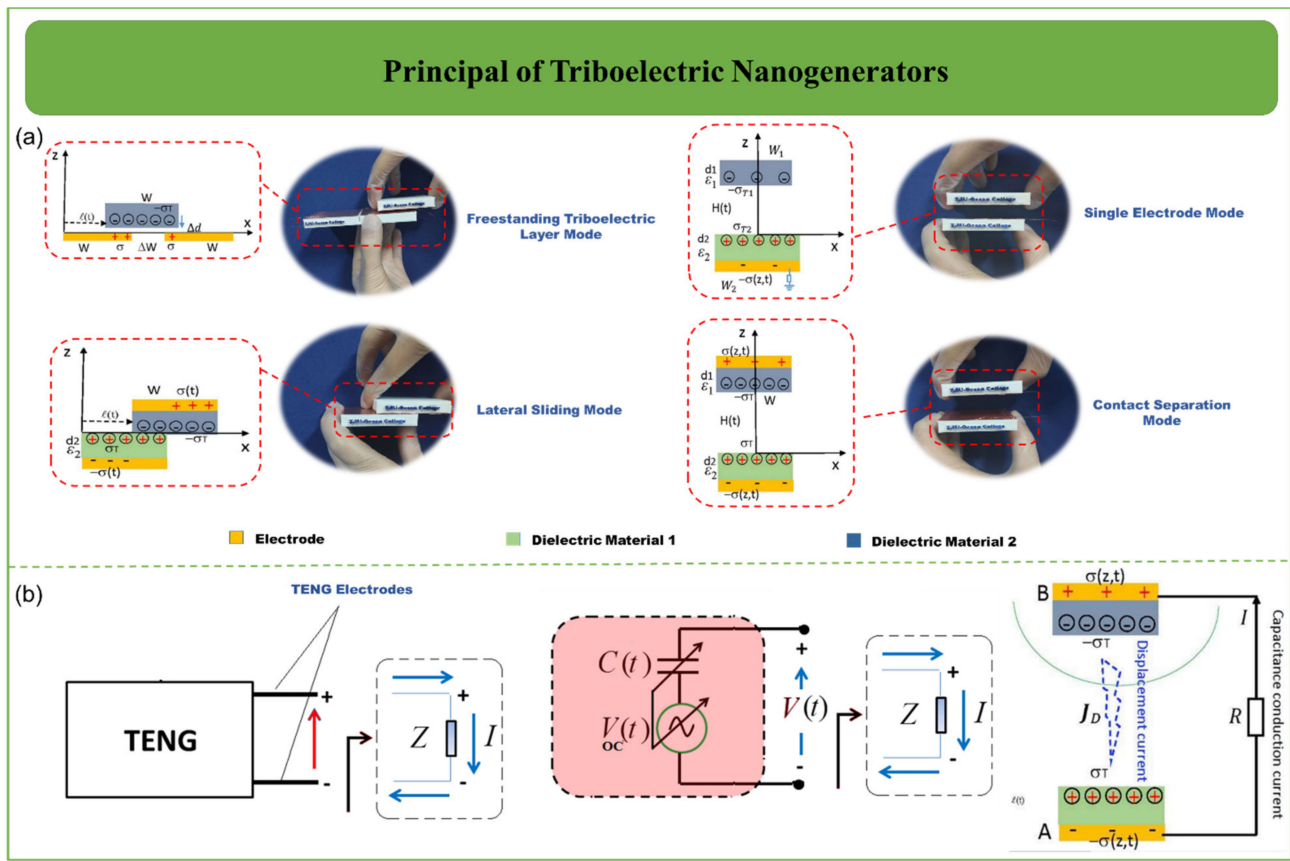 Principal of Triboelectric Nanogenerators
(a)
z
W
−σT
ℓ(t)
Δd
X
W
σ
ΔW
σ
W
Freestanding Triboelectric
Layer Mode
z
W1
d1
ε1
−σT1
H(t)
σT2
d2
ε2
X
−σ(z,t)
W2
Single Electrode Mode
z
W
σ(t)
ℓ(t)
d2
ε2
σT
−σT
X
−σ(t)
Lateral Sliding Mode
z
σ(z,t)
d1
ε1
−σT
W
H(t)
σT
d2
ε2
X
−σ(z,t)
Contact Separation
Mode
Electrode
Dielectric Material 1
Dielectric Material 2
(b)
TENG Electrodes
TENG
+
-
Z
+
I
-
C(t)
V(t)
OC
+
V(t)
-
Z
+
I
-
σ(z,t)
B
+ + +
−σT
JD
Displacement current
I
R
Capacitance conduction current
σT
ℓ(t)
A
−σ(z,t)